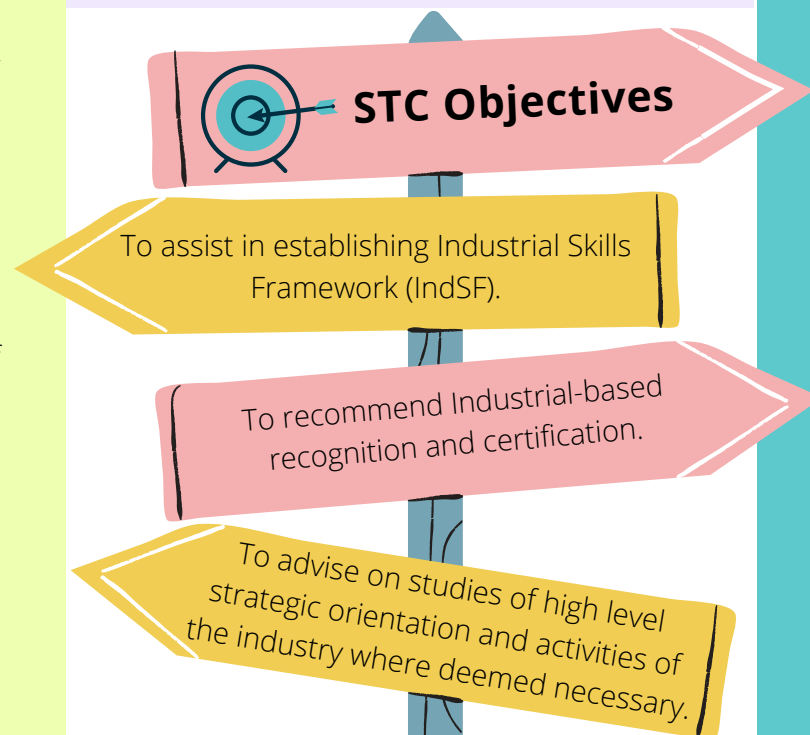 STC Objectives
To assist in establishing Industrial Skills
Framework (IndSF).
To recommend Industrial-based
recognition and certification.
To advise on studies of high level
strategic orientation and activities of
the industry where deemed necessary.